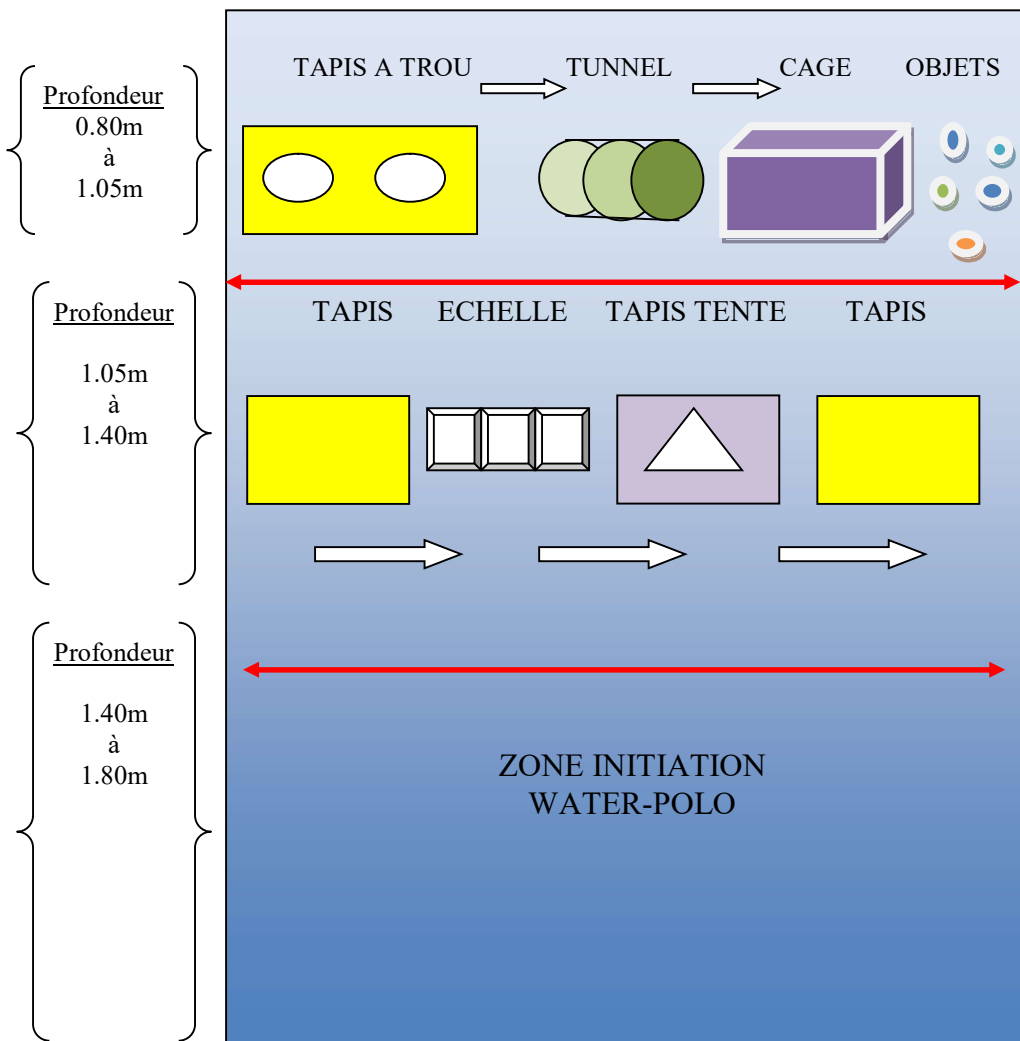 TAPIS A TROU TUNNEL CAGE OBJETS
Profondeur
0.80m
à
1.05m
TAPIS ECHELLE TAPIS TENTE TAPIS
Profondeur
1.05m
à
1.40m
Profondeur
1.40m
à
1.80m
ZONE INITIATION
WATER-POLO